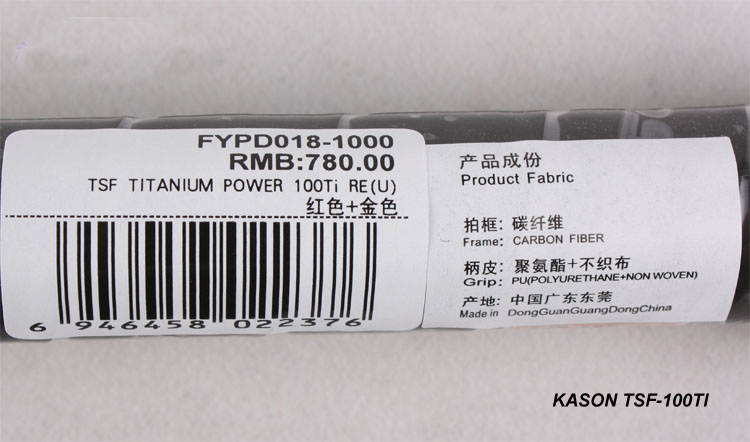 FYPD018-1000
RMB:780.00
TSF TITANIUM POWER 100Ti RE(U)
红色+金色
6 946458 022376
产品成份
Product Fabric
拍框: 碳纤维
Frame: CARBON FIBER
柄皮: 聚氨酯+不织布
Grip: PU(POLYURETHANE+NON WOVEN)
产地: 中国广东东莞
Made in DongGuanGuangDongChina
KASON TSF-100TI